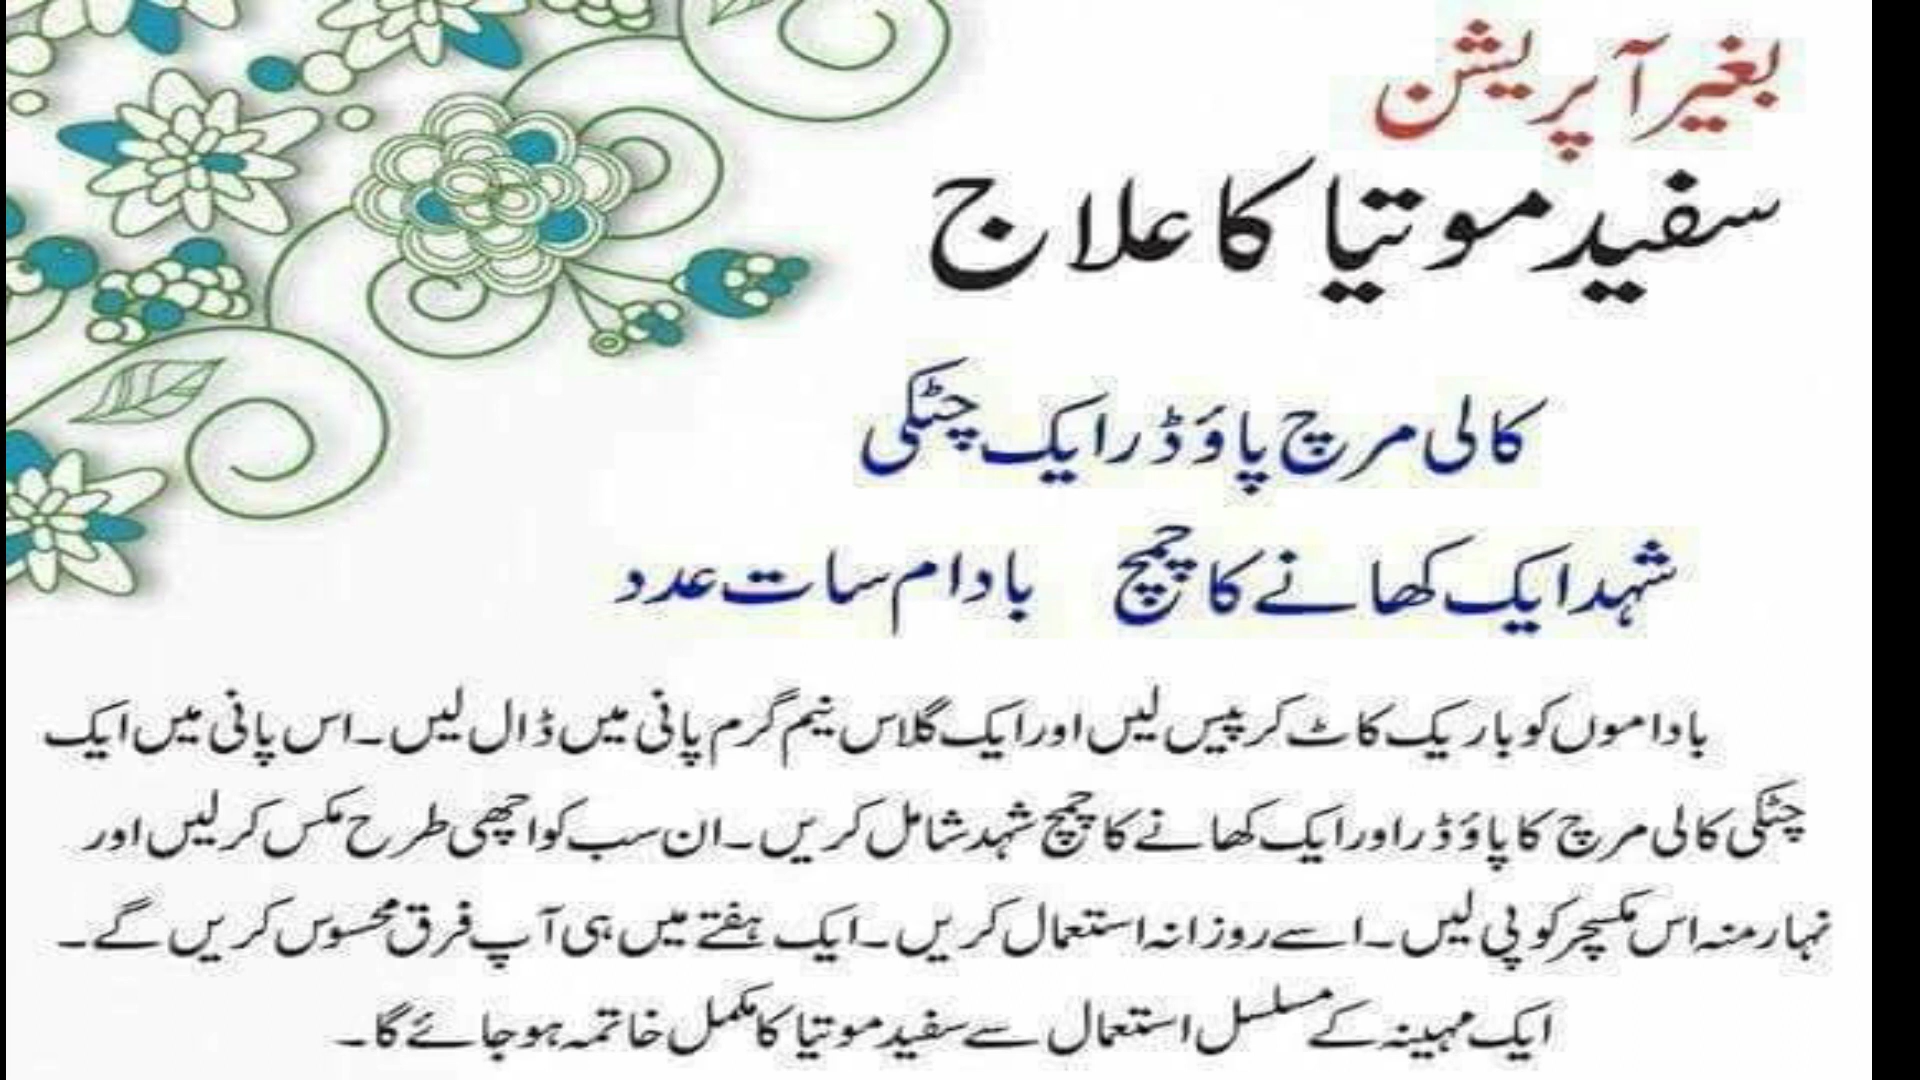 بغیر آپریشن
سفید موتیا کا علاج
کالی مرچ پاؤڈر ایک چٹکی
شہد ایک کھانے کا چمچ بادام سات عدد
باداموں کو باریک کاٹ کر پیس لیں اور ایک گلاس نیم گرم پانی میں ڈال لیں۔ اس پانی میں ایک
چٹکی کالی مرچ کا پاؤڈر اور ایک کھانے کا چمچ شہد شامل کریں۔ ان سب کو اچھی طرح مکس کر لیں اور
نہار منہ اس مکسچر کو پی لیں۔ اسے روزانہ استعمال کریں۔ ایک ہفتے میں ہی آپ فرق محسوس کریں گے۔
ایک مہینہ کے مسلسل استعمال سے سفید موتیا کا مکمل خاتمہ ہو جائے گا۔